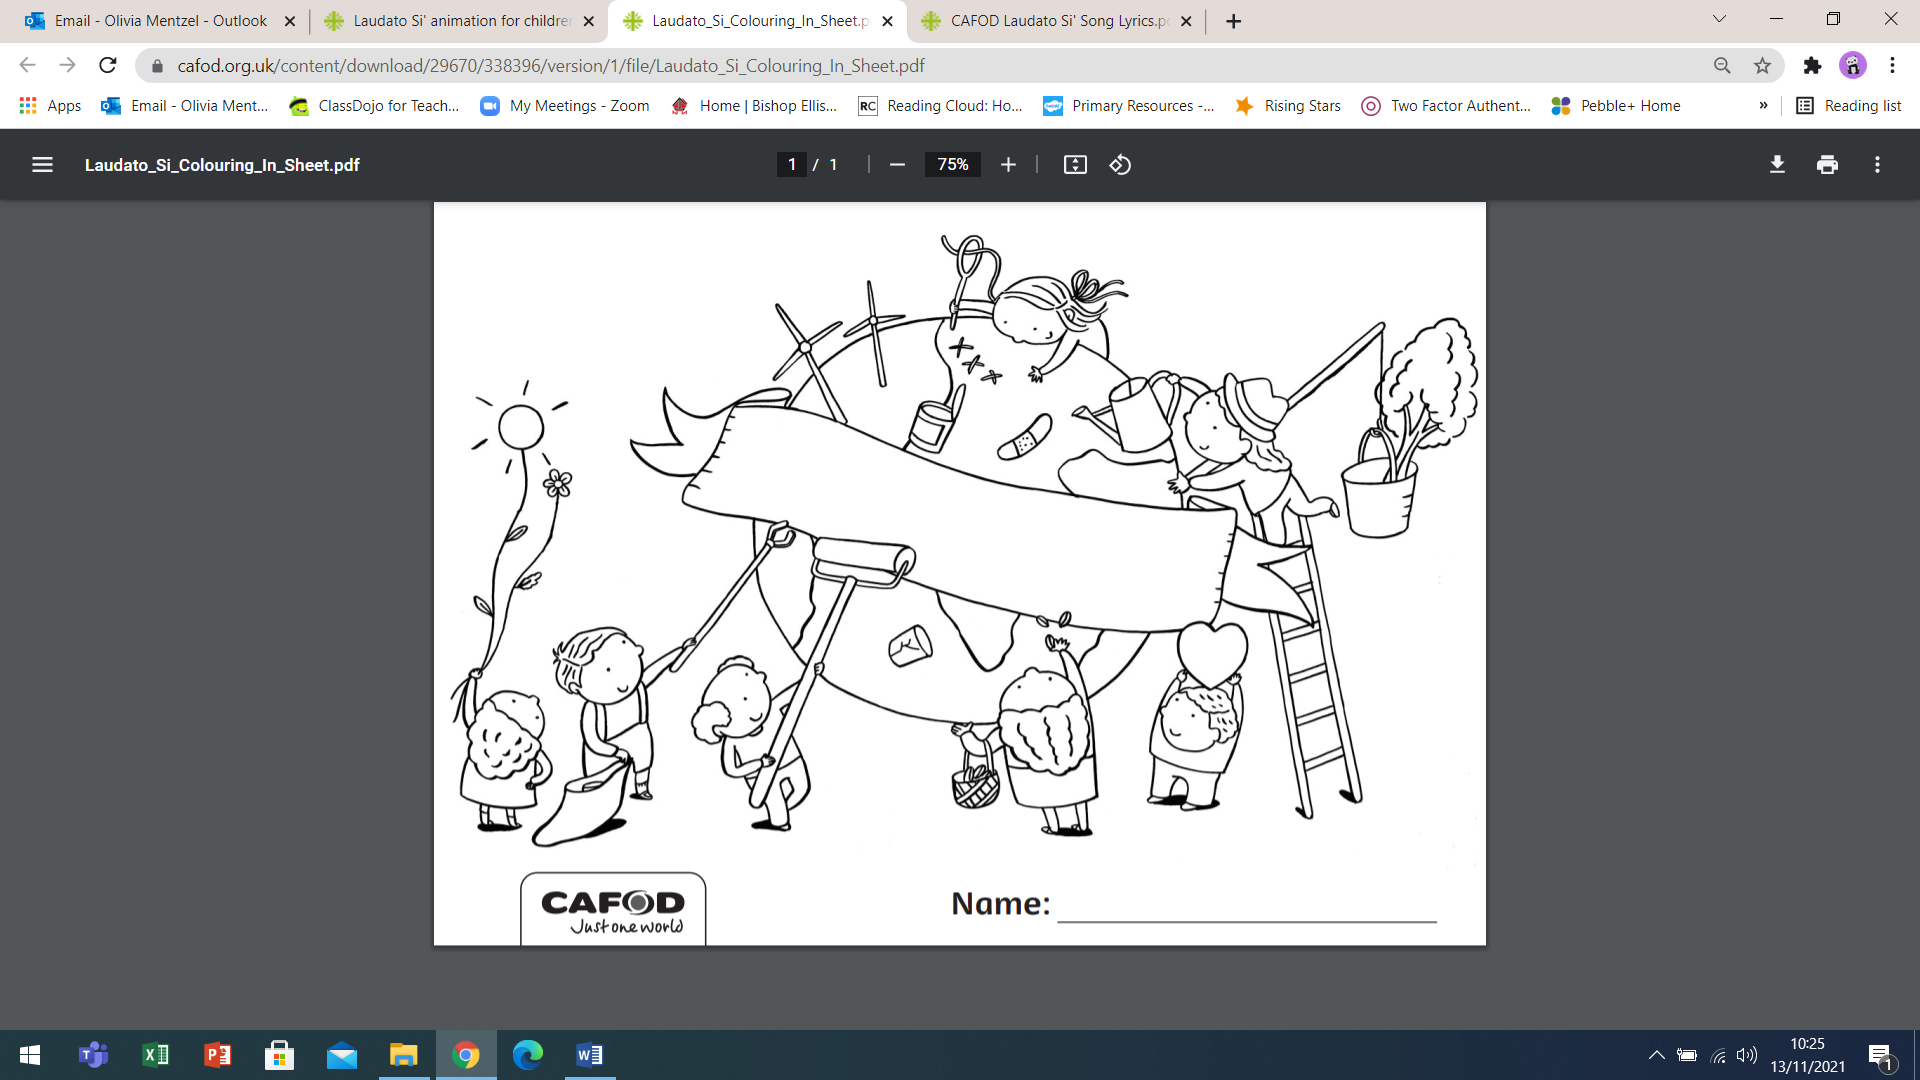 Email - Olivia Mentzel - Outlook
Laudato Si' animation for children
Laudato_Si_Colouring_In_Sheet.p
CAFOD Laudato Si' Song Lyrics.p
cafod.org.uk/content/download/29670/338396/version/1/file/Laudato_Si_Colouring_In_Sheet.pdf
Apps
Email - Olivia Ment...
ClassDojo for Teach...
My Meetings - Zoom
Home | Bishop Ellis...
RC
Reading Cloud: Ho...
Primary Resources -...
Rising Stars
Two Factor Authent...
Pebble+ Home
»
Reading list
Laudato_Si_Colouring_In_Sheet.pdf
1 / 1
75%
CAFOD
Just one world
Name:
10:25
13/11/2021
1